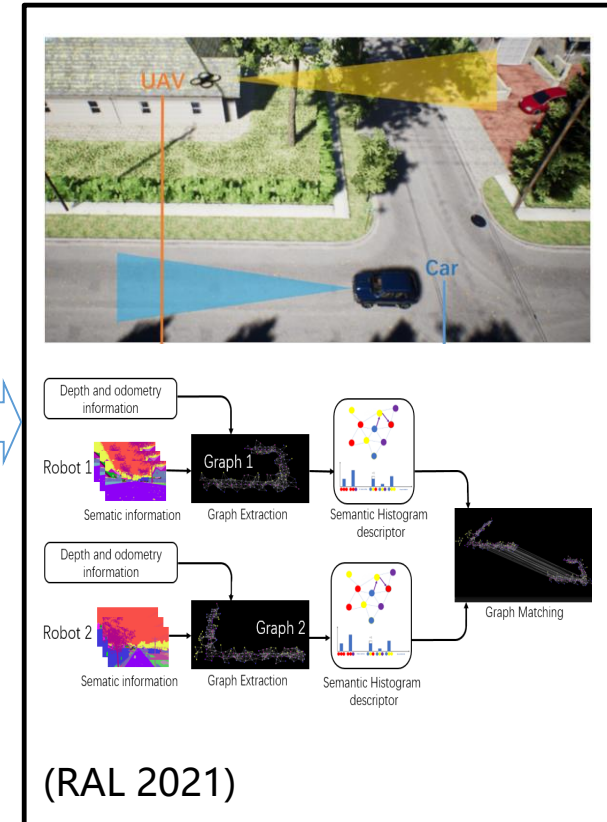 UAV
Car
Depth and odometry
information
Robot 1
Graph 1
Sematic information
Graph Extraction
Semantic Histogram
descriptor
Depth and odometry
information
Robot 2
Graph 2
Sematic information
Graph Extraction
Semantic Histogram
descriptor
Graph Matching
(RAL 2021)